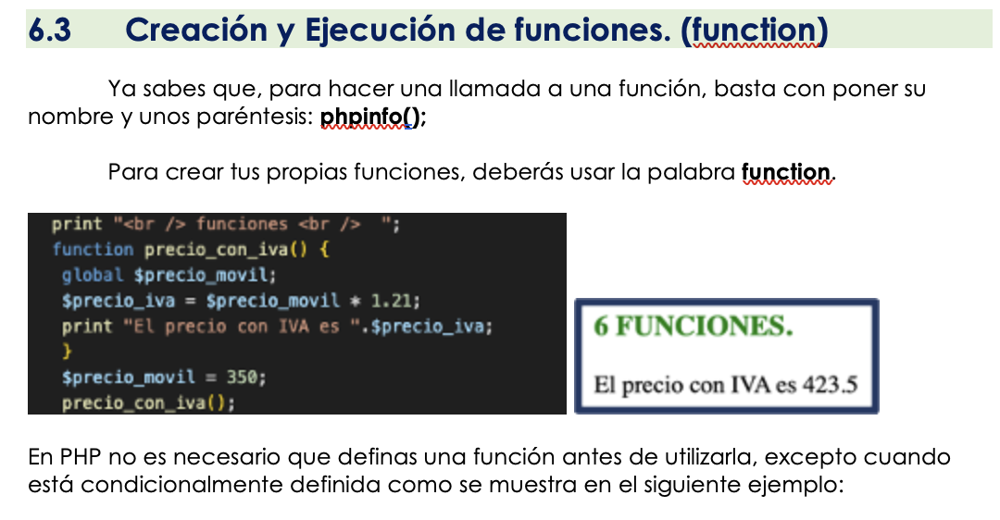 6.3 Creación y Ejecución de funciones. (function)
Ya sabes que, para hacer una llamada a una función, basta con poner su
nombre y unos paréntesis: phpinfo();
Para crear tus propias funciones, deberás usar la palabra function.
print "<br /> funciones <br />  ";
function precio_con_iva() {
global $precio_movil;
$precio_iva = $precio_movil * 1.21;
print "El precio con IVA es ".$precio_iva;
}
$precio_movil = 350;
precio_con_iva();
6 FUNCIONES.
El precio con IVA es 423.5
En PHP no es necesario que definas una función antes de utilizarla, excepto cuando
está condicionalmente definida como se muestra en el siguiente ejemplo: